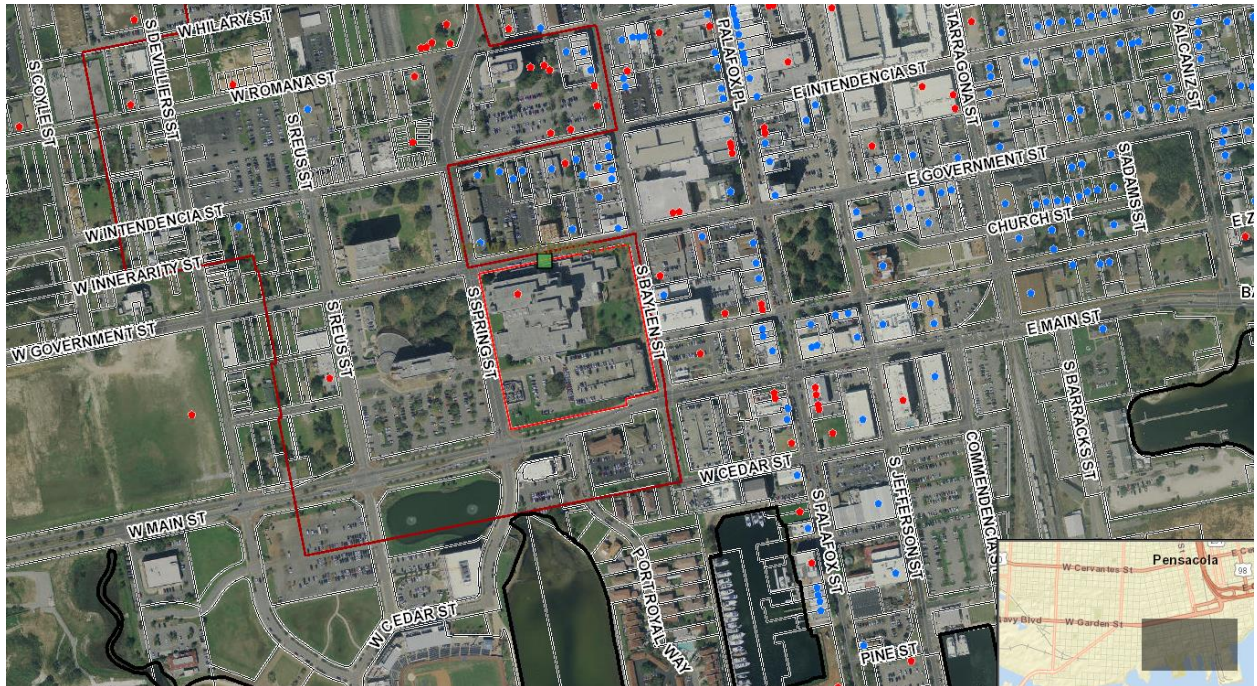 W HILARY ST
S DEVILLIERS ST
S COYLE ST
W ROMANA ST
S REUS ST
PALAFOX PL
E INTENDENCIA ST
S TARRAGONA ST
S ALCANIZ ST
E GOVERNMENT ST
S ADAMS ST
CHURCH ST
W INTENDENCIA ST
W INNERARITY ST
E Z
W GOVERNMENT ST
S REUS ST
S SPRING ST
S BAYLEN ST
BA
E MAIN ST
S BARRACKS ST
W MAIN ST
W CEDAR ST
S PALAFOX ST
S JEFFERSON ST
COMMENDENCIA S
PORT ROYAL WAY
W CEDAR ST
PINE ST
Pensacola
W Cervantes St
98
avy Blvd
W Garden St